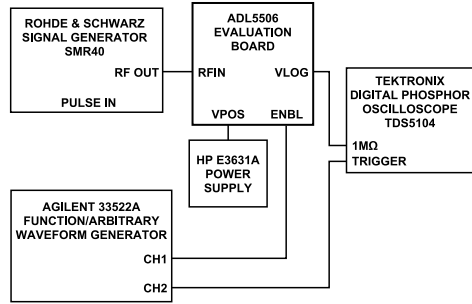 ROHDE & SCHWARZ
SIGNAL GENERATOR
SMR40
RF OUT
PULSE IN
ADL5506
EVALUATION
BOARD
RFIN
VLOG
VPOS
ENBL
HP E3631A
POWER
SUPPLY
TEKTRONIX
DIGITAL PHOSPHOR
OSCILLOSCOPE
TDS5104
1MΩ
TRIGGER
AGILENT 33522A
FUNCTION/ARBITRARY
WAVEFORM GENERATOR
CH1
CH2